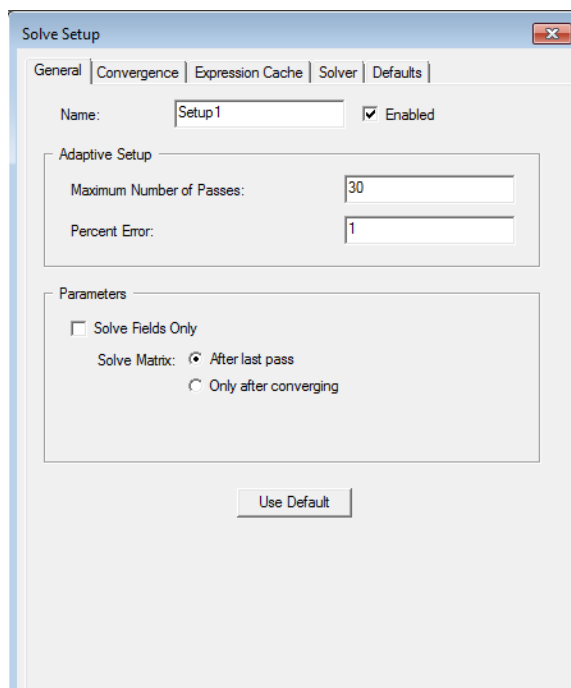 Solve Setup
General Convergence Expression Cache Solver Defaults
Name: Setup1 Enabled
Adaptive Setup
Maximum Number of Passes: 30
Percent Error: 1
Parameters
Solve Fields Only
Solve Matrix: After last pass
Only after converging
Use Default